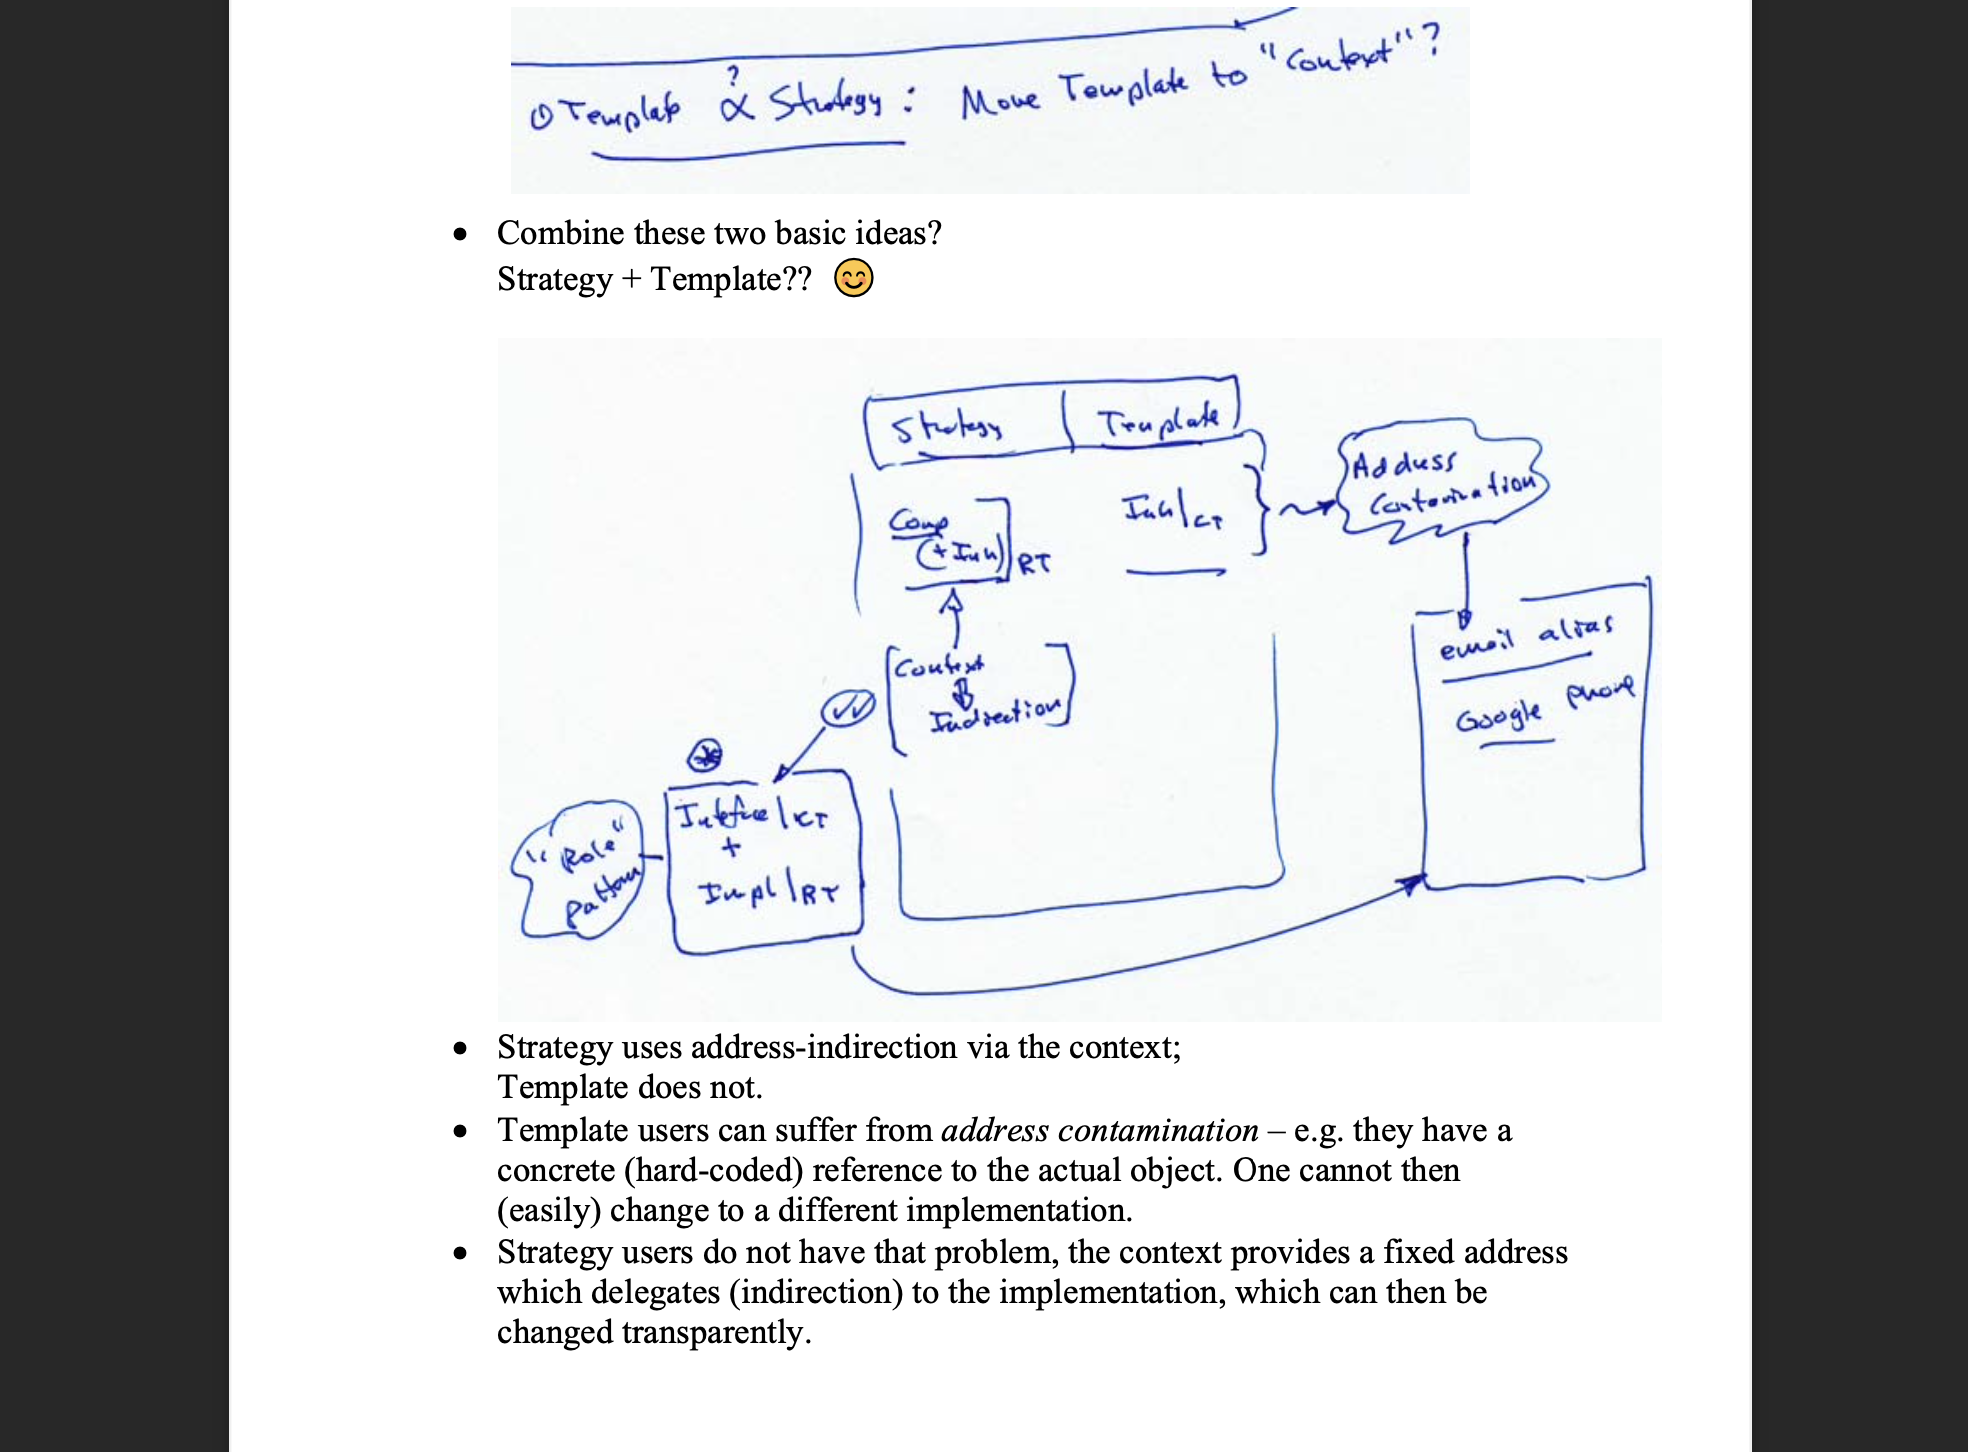 ① Template ∝ Strategy : Move Template to "Context"?
?
• Combine these two basic ideas?
Strategy + Template?? 😊
Strategy | Template
Comp
(+ Inh) | RT
Inh | CT
Address
Contamination
Context
Indirection
email alias
Google phone
Interface | CT
+
Impl | RT
"Role"
pattern
• Strategy uses address-indirection via the context;
Template does not.
• Template users can suffer from address contamination – e.g. they have a
concrete (hard-coded) reference to the actual object. One cannot then
(easily) change to a different implementation.
• Strategy users do not have that problem, the context provides a fixed address
which delegates (indirection) to the implementation, which can then be
changed transparently.